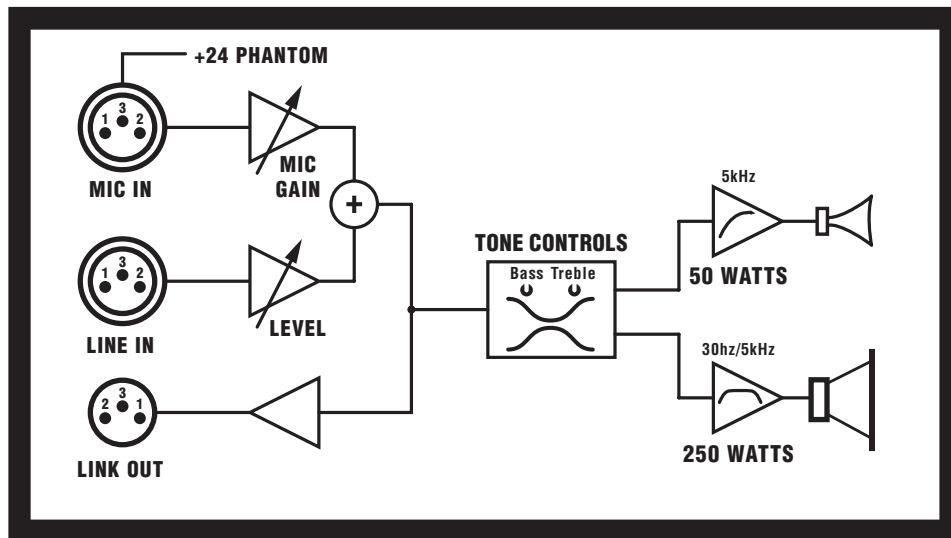 +24 PHANTOM
1 3 2
MIC IN
MIC
GAIN
+
1 3 2
LINE IN
LEVEL
2 3 1
LINK OUT
TONE CONTROLS
Bass Treble
5kHz
50 WATTS
30hz/5kHz
250 WATTS